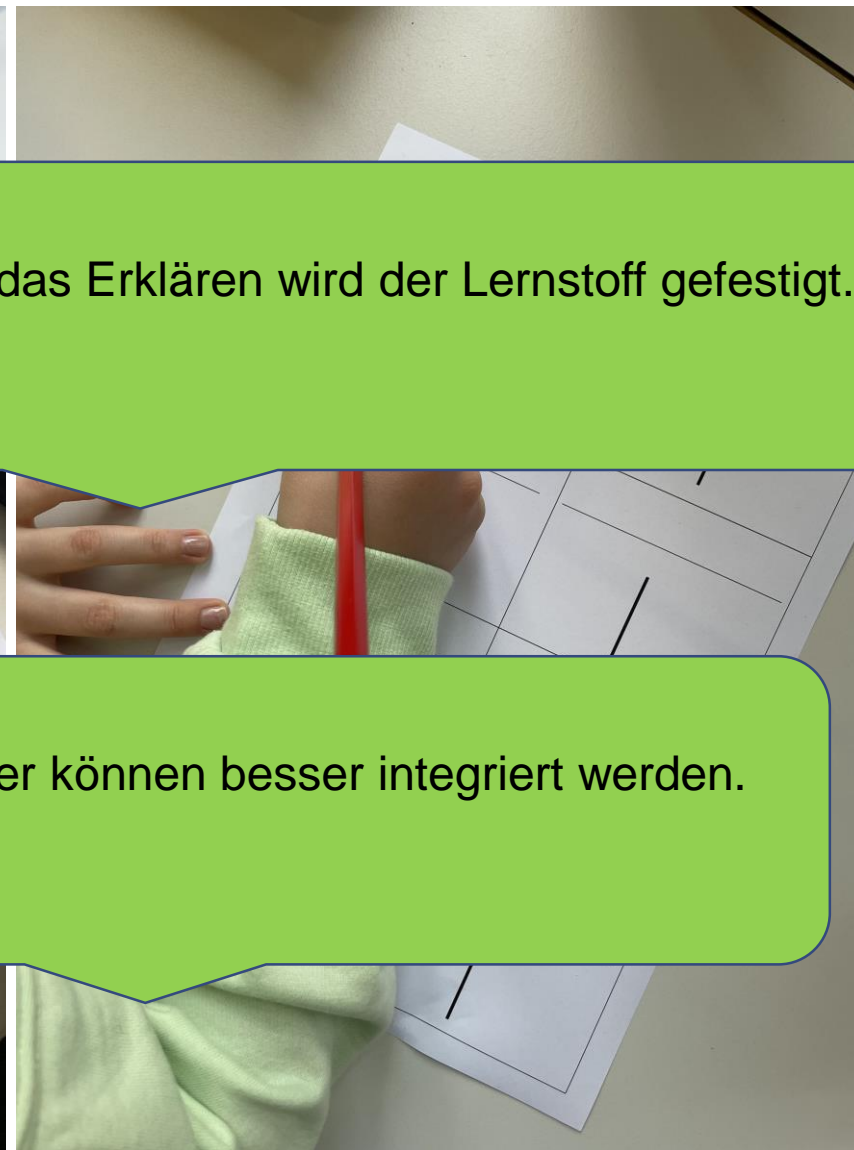 das Erklären wird der Lernstoff gefestigt.
er können besser integriert werden.